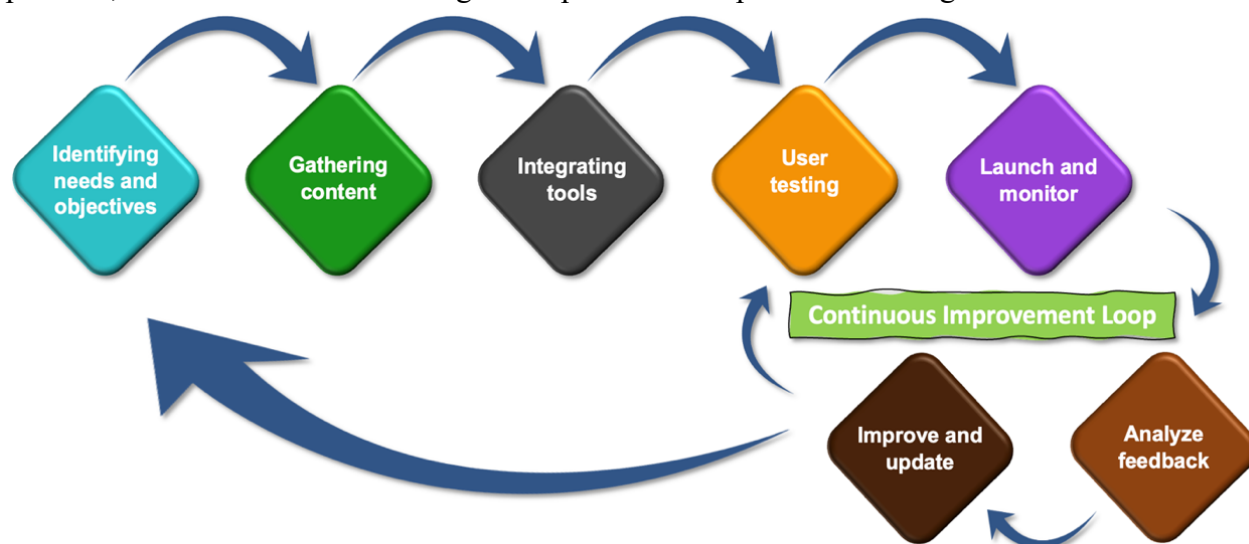 Identifying
needs and
objectives
Gathering
content
Integrating
tools
User
testing
Launch and
monitor
Continuous Improvement Loop
Improve and
update
Analyze
feedback